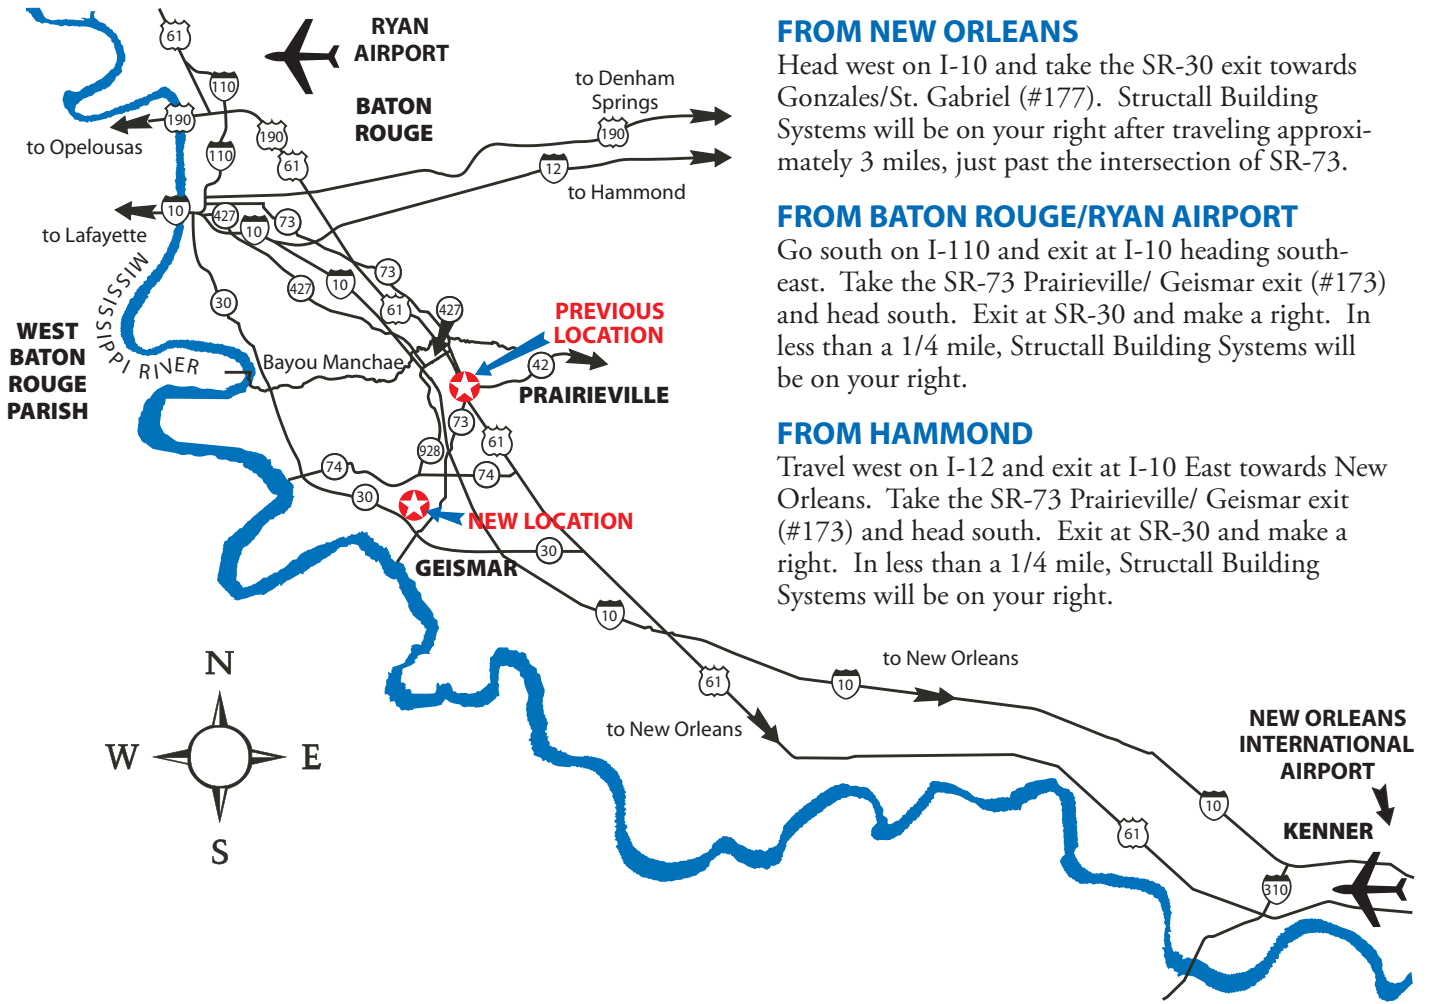 61
RYAN
AIRPORT
110
BATON
ROUGE
to Denham
Springs
190
190
190
to Opelousas
110
61
12
to Hammond
10
427
73
10
to Lafayette
MISSISSIPPI RIVER
73
427
10
30
61
427
PREVIOUS
LOCATION
WEST
BATON
ROUGE
PARISH
Bayou Manchae
42
PRAIRIEVILLE
73
61
928
74
74
30
NEW LOCATION
30
GEISMAR
10
to New Orleans
61
10
to New Orleans
N
W
E
S
NEW ORLEANS
INTERNATIONAL
AIRPORT
10
61
KENNER
310
FROM NEW ORLEANS
Head west on I-10 and take the SR-30 exit towards
Gonzales/St. Gabriel (#177).  Structall Building
Systems will be on your right after traveling approxi-
mately 3 miles, just past the intersection of SR-73.
FROM BATON ROUGE/RYAN AIRPORT
Go south on I-110 and exit at I-10 heading south-
east.  Take the SR-73 Prairieville/ Geismar exit (#173)
and head south.  Exit at SR-30 and make a right.  In
less than a 1/4 mile, Structall Building Systems will
be on your right.
FROM HAMMOND
Travel west on I-12 and exit at I-10 East towards New
Orleans.  Take the SR-73 Prairieville/ Geismar exit
(#173) and head south.  Exit at SR-30 and make a
right.  In less than a 1/4 mile, Structall Building
Systems will be on your right.